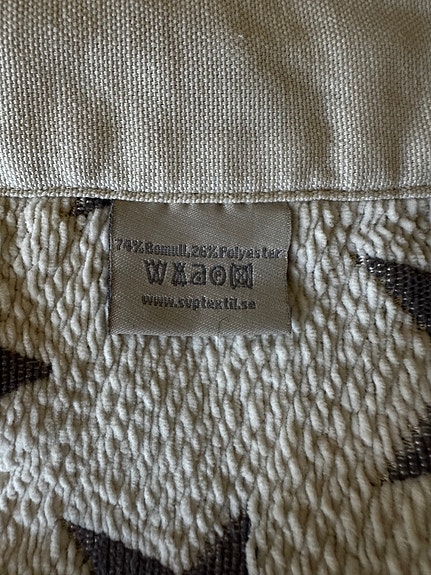 74% Bomull, 26% Polyester
www.svptextil.se